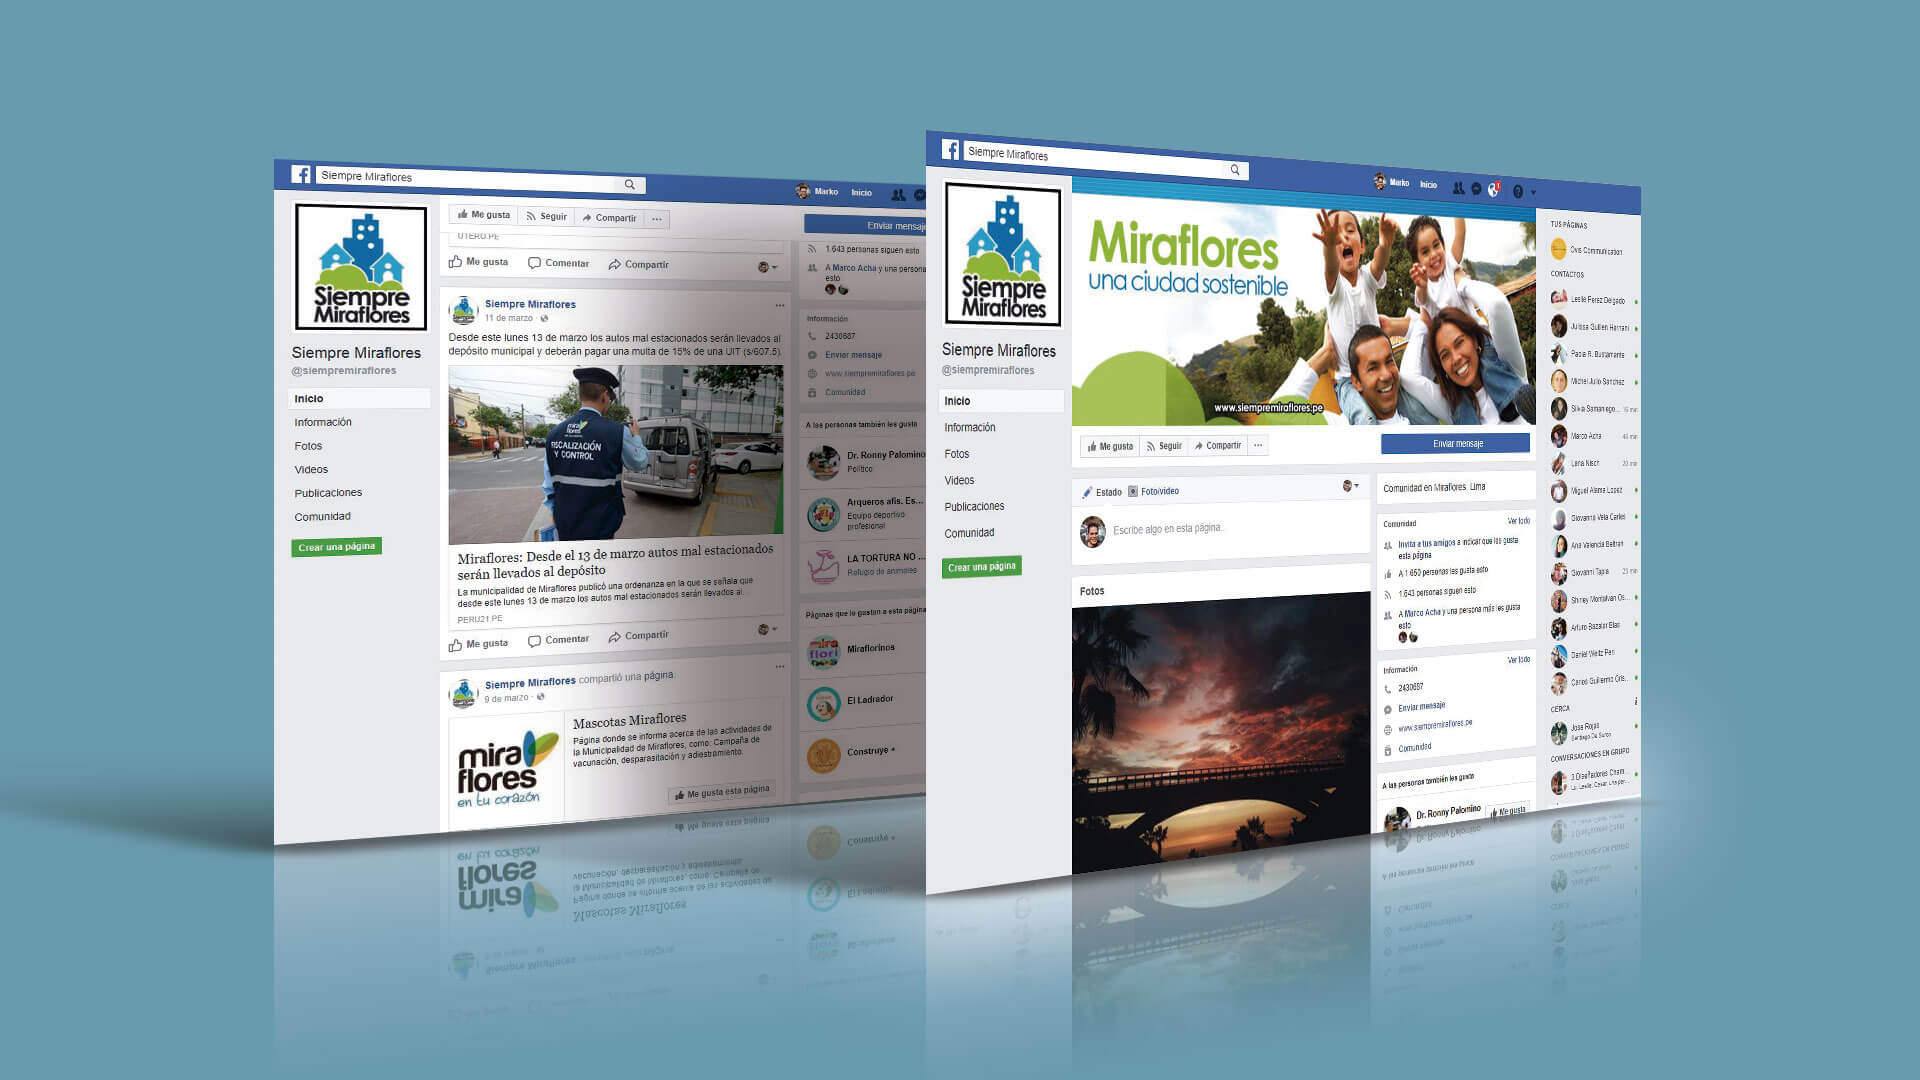 Siempre Miraflores
Marko
Inicio
Siempre
Miraflores
Siempre Miraflores
@siempremiraflores
Inicio
Información
Fotos
Videos
Publicaciones
Comunidad
Crear una página
Me gusta
Seguir
Compartir
UTERO.PE
Me gusta
Comentar
Compartir
Siempre Miraflores
11 de marzo
Desde este lunes 13 de marzo los autos mal estacionados serán llevados al
depósito municipal y deberán pagar una multa de 15% de una UIT (s/607.5).
mira
flores
FISCALIZACIÓN
Y CONTROL
Miraflores: Desde el 13 de marzo autos mal estacionados
serán llevados al depósito
La municipalidad de Miraflores publicó una ordenanza en la que se señala que
desde este lunes 13 de marzo los autos mal estacionados serán llevados al...
PERU21.PE
Me gusta
Comentar
Compartir
Siempre Miraflores compartió una página.
9 de marzo
mira
flores
en tu corazón
Mascotas Miraflores
Página donde se informa acerca de las actividades de
la Municipalidad de Miraflores, como: Campaña de
vacunación, desparasitación y adiestramiento.
Me gusta esta página
Enviar mensaje
1.643 personas siguen esto
A Marco Acha y una persona
esto
Información
2430687
Enviar mensaje
www.siempremiraflores.pe
Comunidad
A las personas también les gusta
Dr. Ronny Palomino
Político
Arqueros afis. Es...
Equipo deportivo
profesional
LA TORTURA NO ...
Refugio de animales
Páginas que le gustan a esta página
mira
flori
Miraflorinos
El Ladrador
Construye +
Siempre Miraflores
Marko
Inicio
Siempre
Miraflores
Siempre Miraflores
@siempremiraflores
Inicio
Información
Fotos
Videos
Publicaciones
Comunidad
Crear una página
Miraflores
una ciudad sostenible
www.siempremiraflores.pe
Me gusta
Seguir
Compartir
Enviar mensaje
Estado
Foto/video
Escribe algo en esta página...
Fotos
Comunidad en Miraflores, Lima
Comunidad
Ver todo
Invita a tus amigos a indicar que les gusta
esta página
A 1.650 personas les gusta esto
1.643 personas siguen esto
A Marco Acha y una persona más les gusta
esto
Información
Ver todo
2430687
Enviar mensaje
www.siempremiraflores.pe
Comunidad
A las personas también les gusta
Dr. Ronny Palomino
Me gusta
TUS PÁGINAS
Ovis Communication
CONTACTOS
Leslie Perez Delgado
Julissa Guillen Harnani
Paola R. Bustamante
Michel Julio Sanchez
Silvia Samaniego...
16 min
Marco Acha
Lena Nisch
Miguel Alama Lopez
Giovanna Vela Carles
Ana Valencia Beltran
Giovanni Tapia
23 min
Shirley Montalvan Os...
Arturo Bazalar Blas
Daniel Weitz Peri
Carlos Guillermo Cris...
CERCA
Jose Rojas
Santiago De Surco
CONVERSACIONES EN GRUPO
3 Diseñadores Cham...